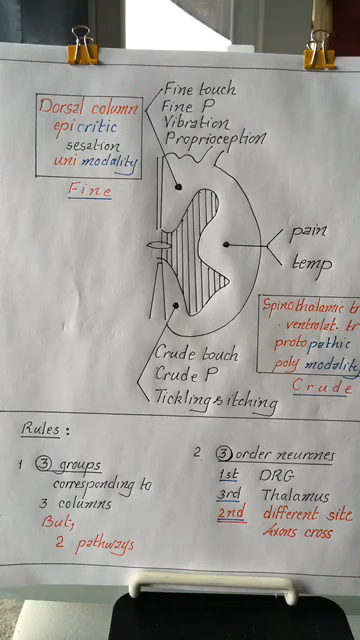 Fine touch
Fine P
Vibration
Proprioception
Dorsal column
epicritic
sesation
unimodality
Fine
pain
temp
Spinothalamic tr
ventrolat. tr
protopathic
poly modality
Crude
Crude touch
Crude P
Tickling & itching
Rules :
1 3 groups
corresponding to
3 columns
But,
2 pathways
2. 3 order neurones
1st DRG
3rd Thalamus
2nd different site
Axons cross